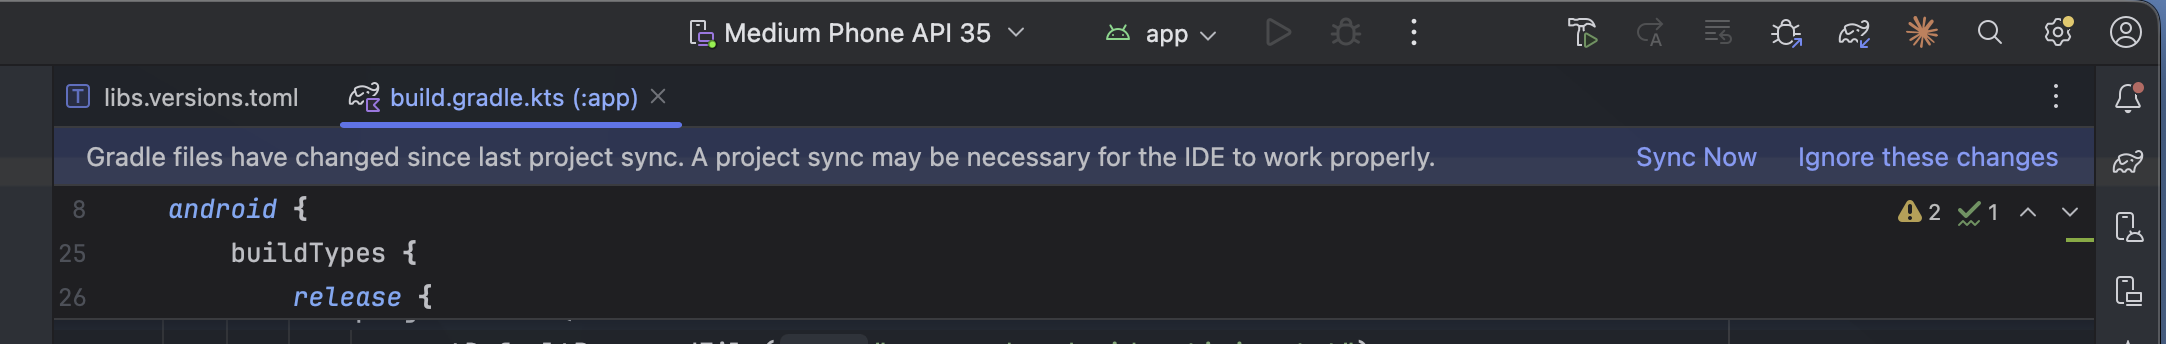 Medium Phone API 35 app
libs.versions.toml build.gradle.kts (:app)
Gradle files have changed since last project sync. A project sync may be necessary for the IDE to work properly. Sync Now Ignore these changes
8 android { 2 1
25 buildTypes {
26 release {